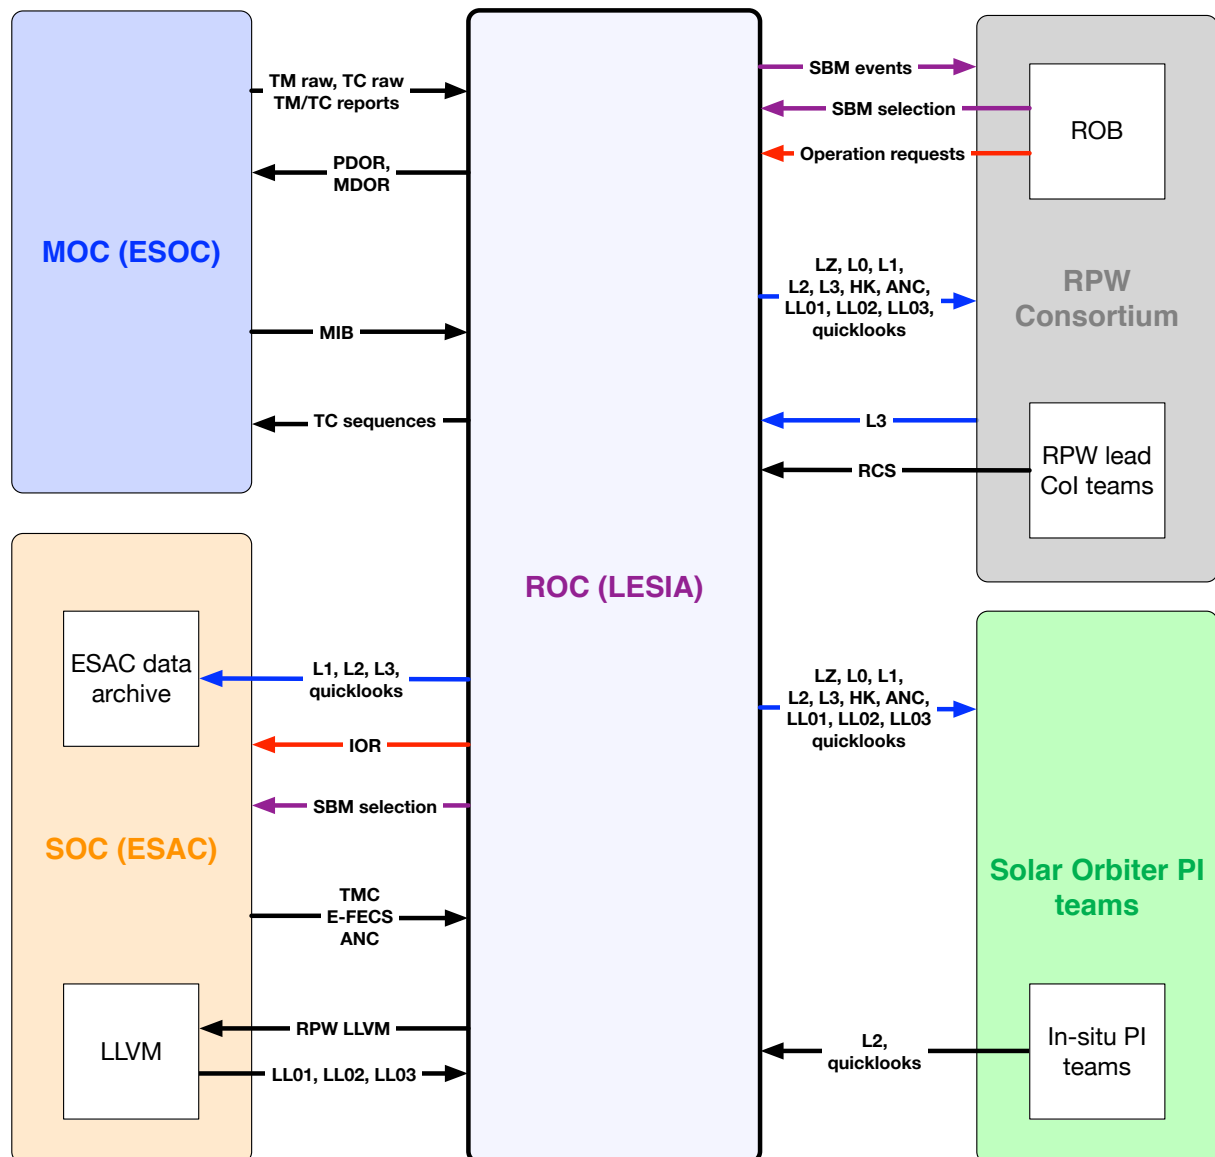 TM raw, TC raw
TM/TC reports
PDOR,
MDOR
MOC (ESOC)
MIB
TC sequences
ESAC data
archive
L1, L2, L3,
quicklooks
IOR
SBM selection
SOC (ESAC)
TMC
E-FECS
ANC
LLVM
RPW LLVM
LL01, LL02, LL03
ROC (LESIA)
SBM events
SBM selection
Operation requests
ROB
LZ, L0, L1,
L2, L3, HK, ANC,
LL01, LL02, LL03,
quicklooks
RPW
Consortium
L3
RCS
RPW lead
CoI teams
LZ, L0, L1,
L2, L3, HK, ANC,
LL01, LL02, LL03
quicklooks
Solar Orbiter PI
teams
L2,
quicklooks
In-situ PI
teams